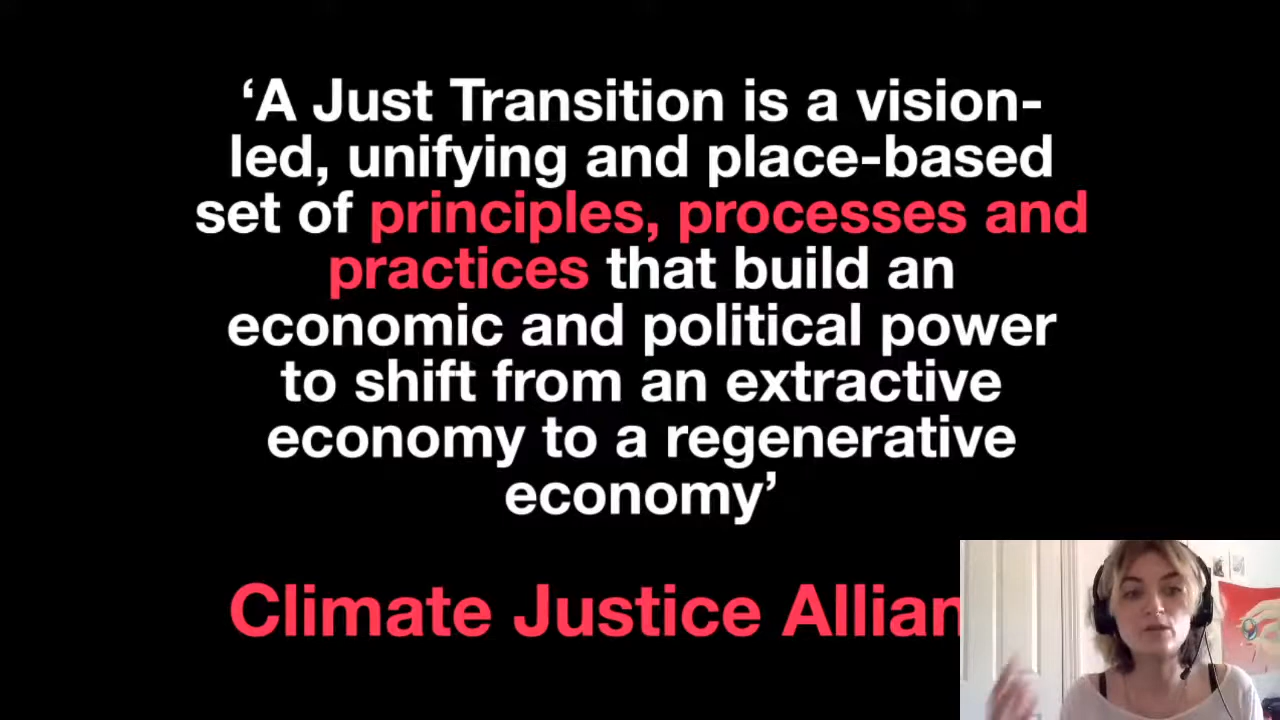 ‘A Just Transition is a vision-
led, unifying and place-based
set of principles, processes and
practices that build an
economic and political power
to shift from an extractive
economy to a regenerative
economy’
Climate Justice